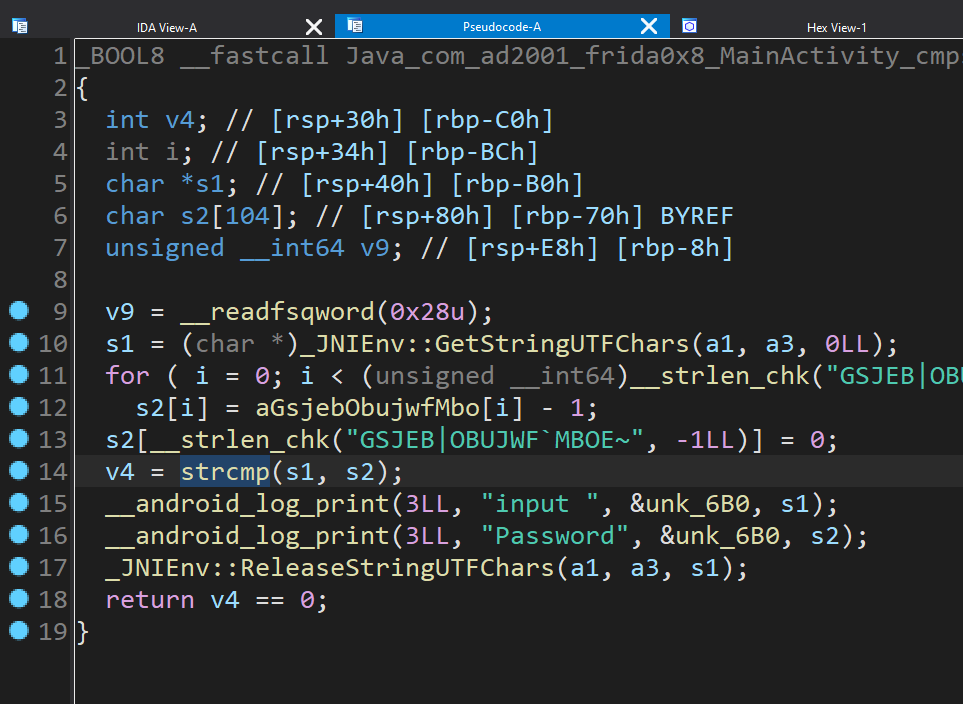 IDA View-A Pseudocode-A Hex View-1
1 _BOOL8 __fastcall Java_com_ad2001_frida0x8_MainActivity_cmp
2 {
3   int v4; // [rsp+30h] [rbp-C0h]
4   int i; // [rsp+34h] [rbp-BCh]
5   char *s1; // [rsp+40h] [rbp-B0h]
6   char s2[104]; // [rsp+80h] [rbp-70h] BYREF
7   unsigned __int64 v9; // [rsp+E8h] [rbp-8h]
8
9   v9 = __readfsqword(0x28u);
10   s1 = (char *)_JNIEnv::GetStringUTFChars(a1, a3, 0LL);
11   for ( i = 0; i < (unsigned __int64)__strlen_chk("GSJEB|OBU
12     s2[i] = aGsjebObujwfMbo[i] - 1;
13   s2[__strlen_chk("GSJEB|OBUJWF`MBOE~", -1LL)] = 0;
14   v4 = strcmp(s1, s2);
15   __android_log_print(3LL, "input ", &unk_6B0, s1);
16   __android_log_print(3LL, "Password", &unk_6B0, s2);
17   _JNIEnv::ReleaseStringUTFChars(a1, a3, s1);
18   return v4 == 0;
19 }